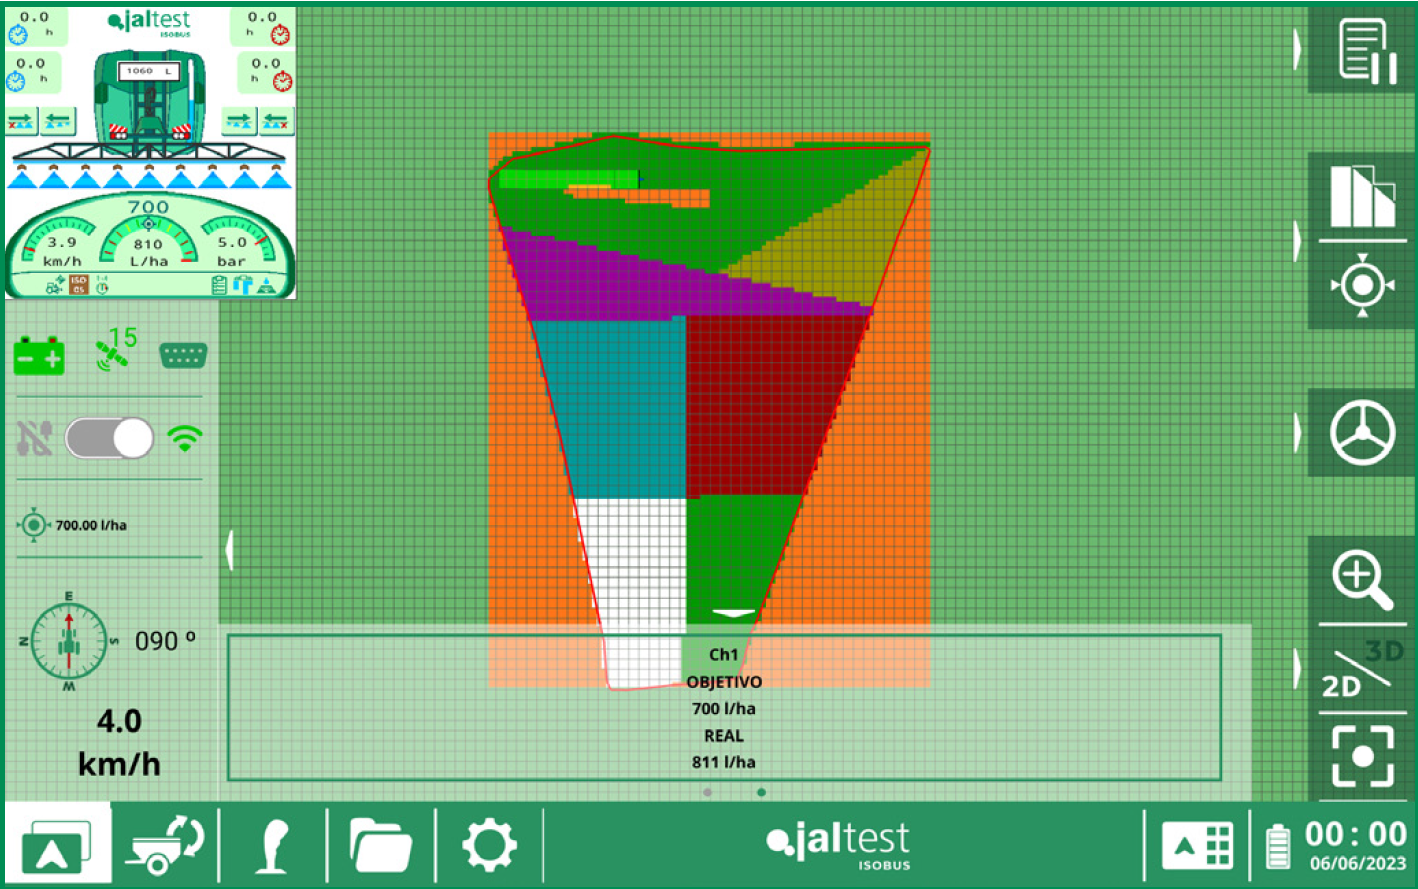 0.0
h
jaltest
ISOBUS
0.0
h
0.0
h
1060 L
0.0
h
700
3.9
km/h
810
L/ha
5.0
bar
ISO
05
15
700.00 l/ha
E
N
S
W
090 º
4.0
km/h
Ch1
OBJETIVO
700 l/ha
REAL
811 l/ha
3D
2D
jaltest
ISOBUS
A
00 : 00
06/06/2023